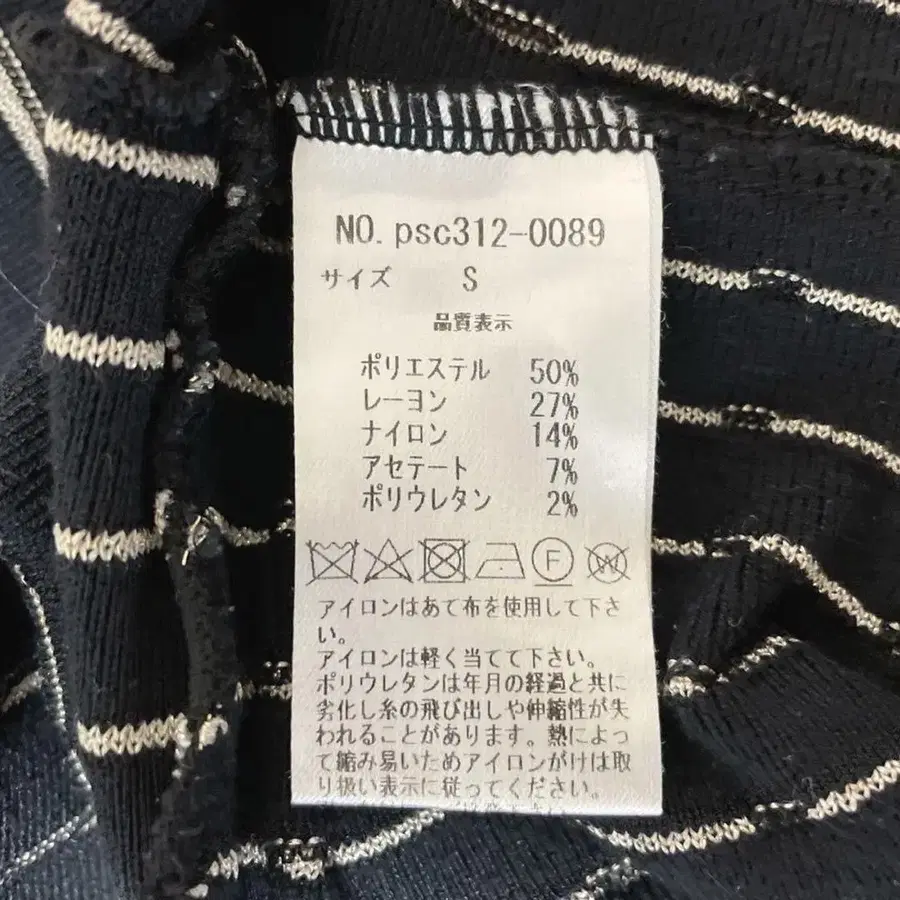 NO. psc312-0089
サイズ S
品質表示
ポリエステル 50%
レーヨン 27%
ナイロン 14%
アセテート 7%
ポリウレタン 2%
F W
アイロンはあて布を使用して下さ
い。
アイロンは軽く当てて下さい。
ポリウレタンは年月の経過と共に
劣化し糸の飛び出しや伸縮性が失
われることがあります。熱によっ
て縮み易いためアイロンがけは取
り扱い表示に従ってください。